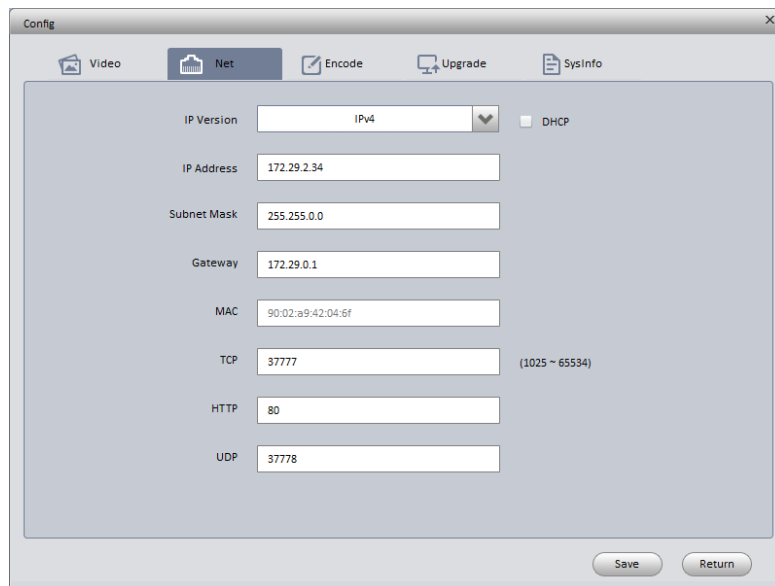 Config
Video Net Encode Upgrade SysInfo
IP Version IPv4 DHCP
IP Address 172.29.2.34
Subnet Mask 255.255.0.0
Gateway 172.29.0.1
MAC 90:02:a9:42:04:6f
TCP 37777 (1025 ~ 65534)
HTTP 80
UDP 37778
Save Return